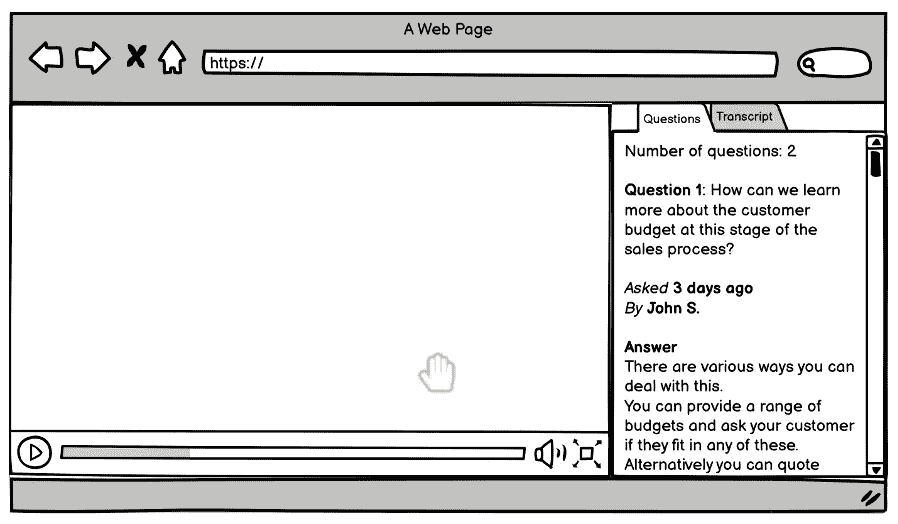 A Web Page
https://
Questions
Transcript
Number of questions: 2
Question 1: How can we learn
more about the customer
budget at this stage of the
sales process?
Asked 3 days ago
By John S.
Answer
There are various ways you can
deal with this.
You can provide a range of
budgets and ask your customer
if they fit in any of these.
Alternatively you can quote